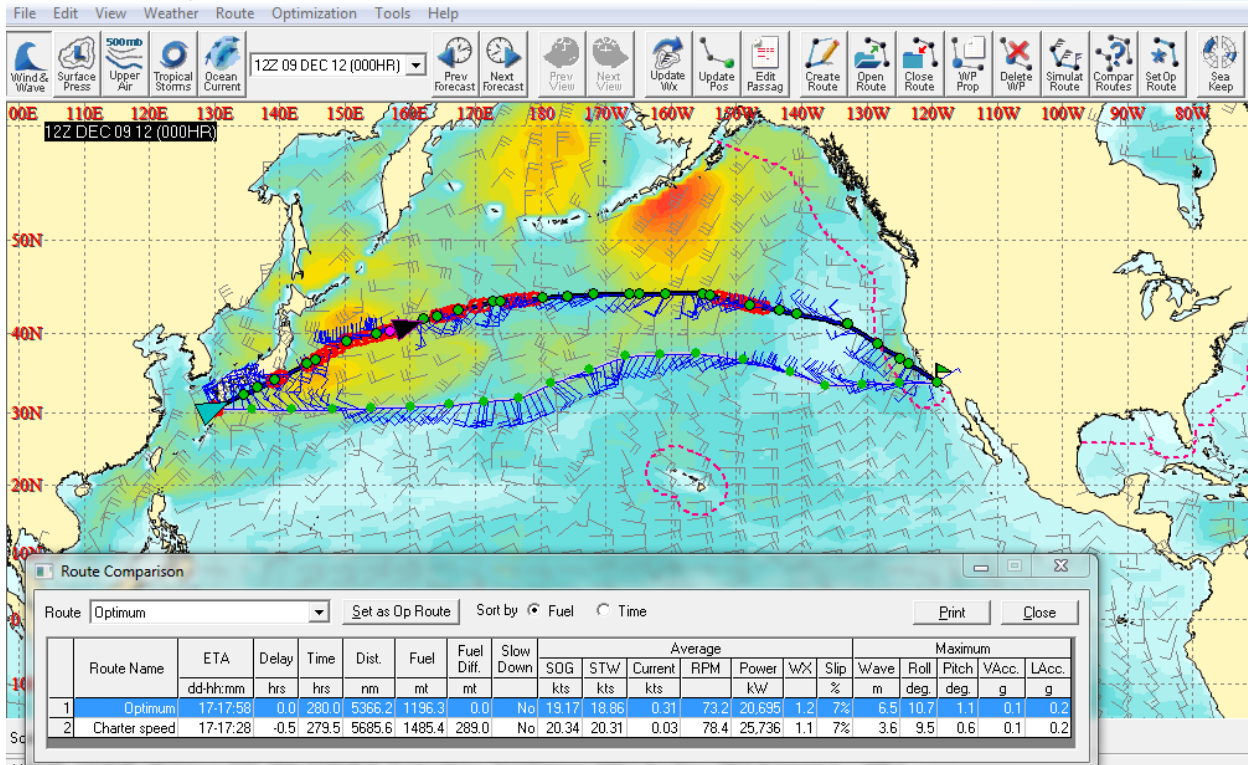 File Edit View Weather Route Optimization Tools Help
500mb
Wind & Wave Surface Press Upper Air Tropical Storms Ocean Current 12Z 09 DEC 12 (000HR) Prev Forecast Next Forecast Prev View Next View Update Wx Update Pos Edit Passag Create Route Open Route Close Route WP Prop Delete WP Simulat Route Compar Routes Set Op Route Sea Keep
00E 110E 120E 130E 140E 150E 160E 170E 180 170W 160W 150W 140W 130W 120W 110W 100W 90W 80W
12Z DEC 09 12 (000HR)
50N
40N
30N
20N
10N
Route Comparison
Route Optimum Set as Op Route Sort by Fuel Time Print Close
Route Name ETA Delay Time Dist. Fuel Fuel Diff. Slow Down Average Maximum
SOG STW Current RPM Power WX Slip Wave Roll Pitch VAcc. LAcc.
dd-hh:mm hrs hrs nm mt mt kts kts kts kW % m deg. deg. g g
1 Optimum 17-17:58 0.0 280.0 5366.2 1196.3 0.0 No 19.17 18.86 0.31 73.2 20,695 1.2 7% 6.5 10.7 1.1 0.1 0.2
2 Charter speed 17-17:28 -0.5 279.5 5685.6 1485.4 289.0 No 20.34 20.31 0.03 78.4 25,736 1.1 7% 3.6 9.5 0.6 0.1 0.2